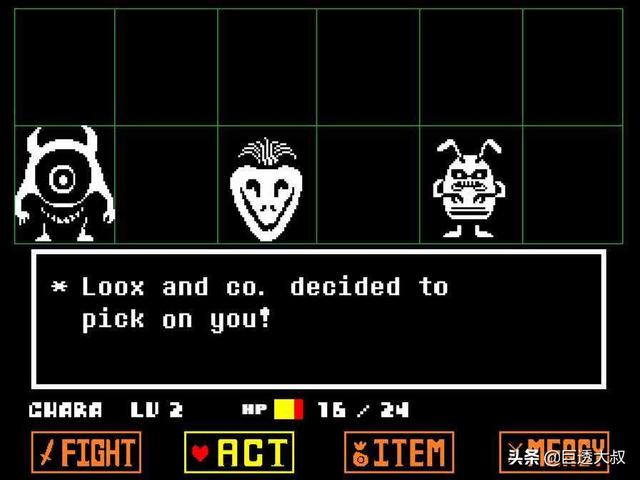 * Loox and co. decided to
pick on you!
CHARA LV 2 HP 16 / 24
FIGHT ACT ITEM MERCY
头条 @巨透大叔